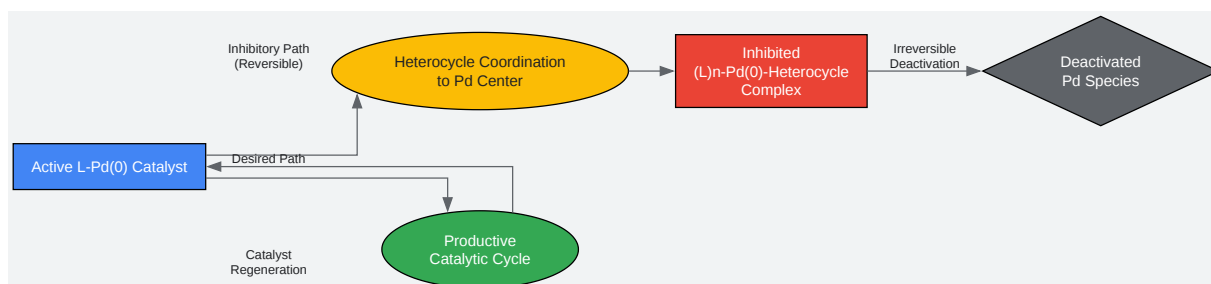 Inhibitory Path
(Reversible)
Heterocycle Coordination
to Pd Center
Inhibited
(L)n-Pd(0)-Heterocycle
Complex
Irreversible
Deactivation
Deactivated
Pd Species
Active L-Pd(0) Catalyst
Desired Path
Productive
Catalytic Cycle
Catalyst
Regeneration